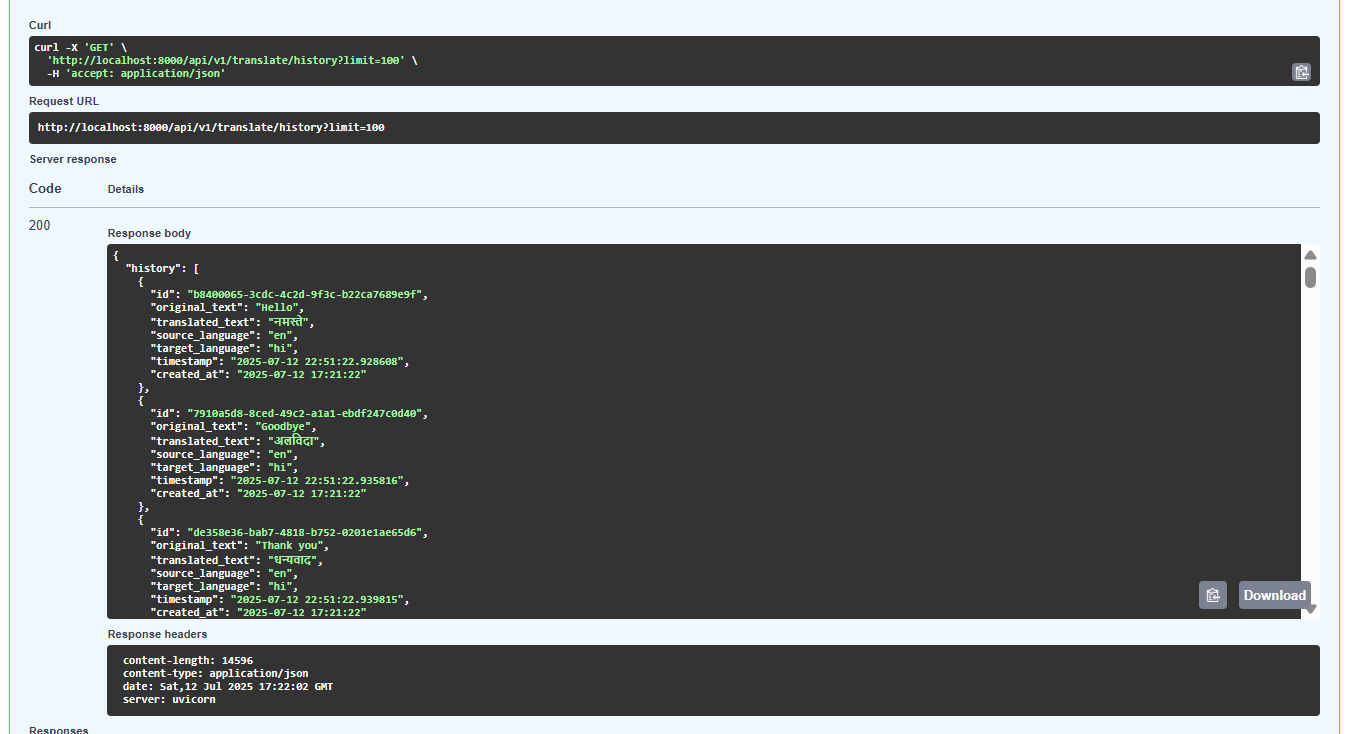 Curl
curl -X 'GET' \
  'http://localhost:8000/api/v1/translate/history?limit=100' \
  -H 'accept: application/json'
Request URL
http://localhost:8000/api/v1/translate/history?limit=100
Server response
Code Details
200
Response body
{
  "history": [
    {
      "id": "b8400065-3cdc-4c2d-9f3c-b22ca7689e9f",
      "original_text": "Hello",
      "translated_text": "नमस्ते",
      "source_language": "en",
      "target_language": "hi",
      "timestamp": "2025-07-12 22:51:22.928608",
      "created_at": "2025-07-12 17:21:22"
    },
    {
      "id": "7910a5d8-8ced-49c2-a1a1-ebdf247c0d40",
      "original_text": "Goodbye",
      "translated_text": "अलविदा",
      "source_language": "en",
      "target_language": "hi",
      "timestamp": "2025-07-12 22:51:22.935816",
      "created_at": "2025-07-12 17:21:22"
    },
    {
      "id": "de358e36-bab7-4818-b752-0201e1ae65d6",
      "original_text": "Thank you",
      "translated_text": "धन्यवाद",
      "source_language": "en",
      "target_language": "hi",
      "timestamp": "2025-07-12 22:51:22.939815",
      "created_at": "2025-07-12 17:21:22"
Download
Response headers
content-length: 14596
content-type: application/json
date: Sat,12 Jul 2025 17:22:02 GMT
server: uvicorn
Responses